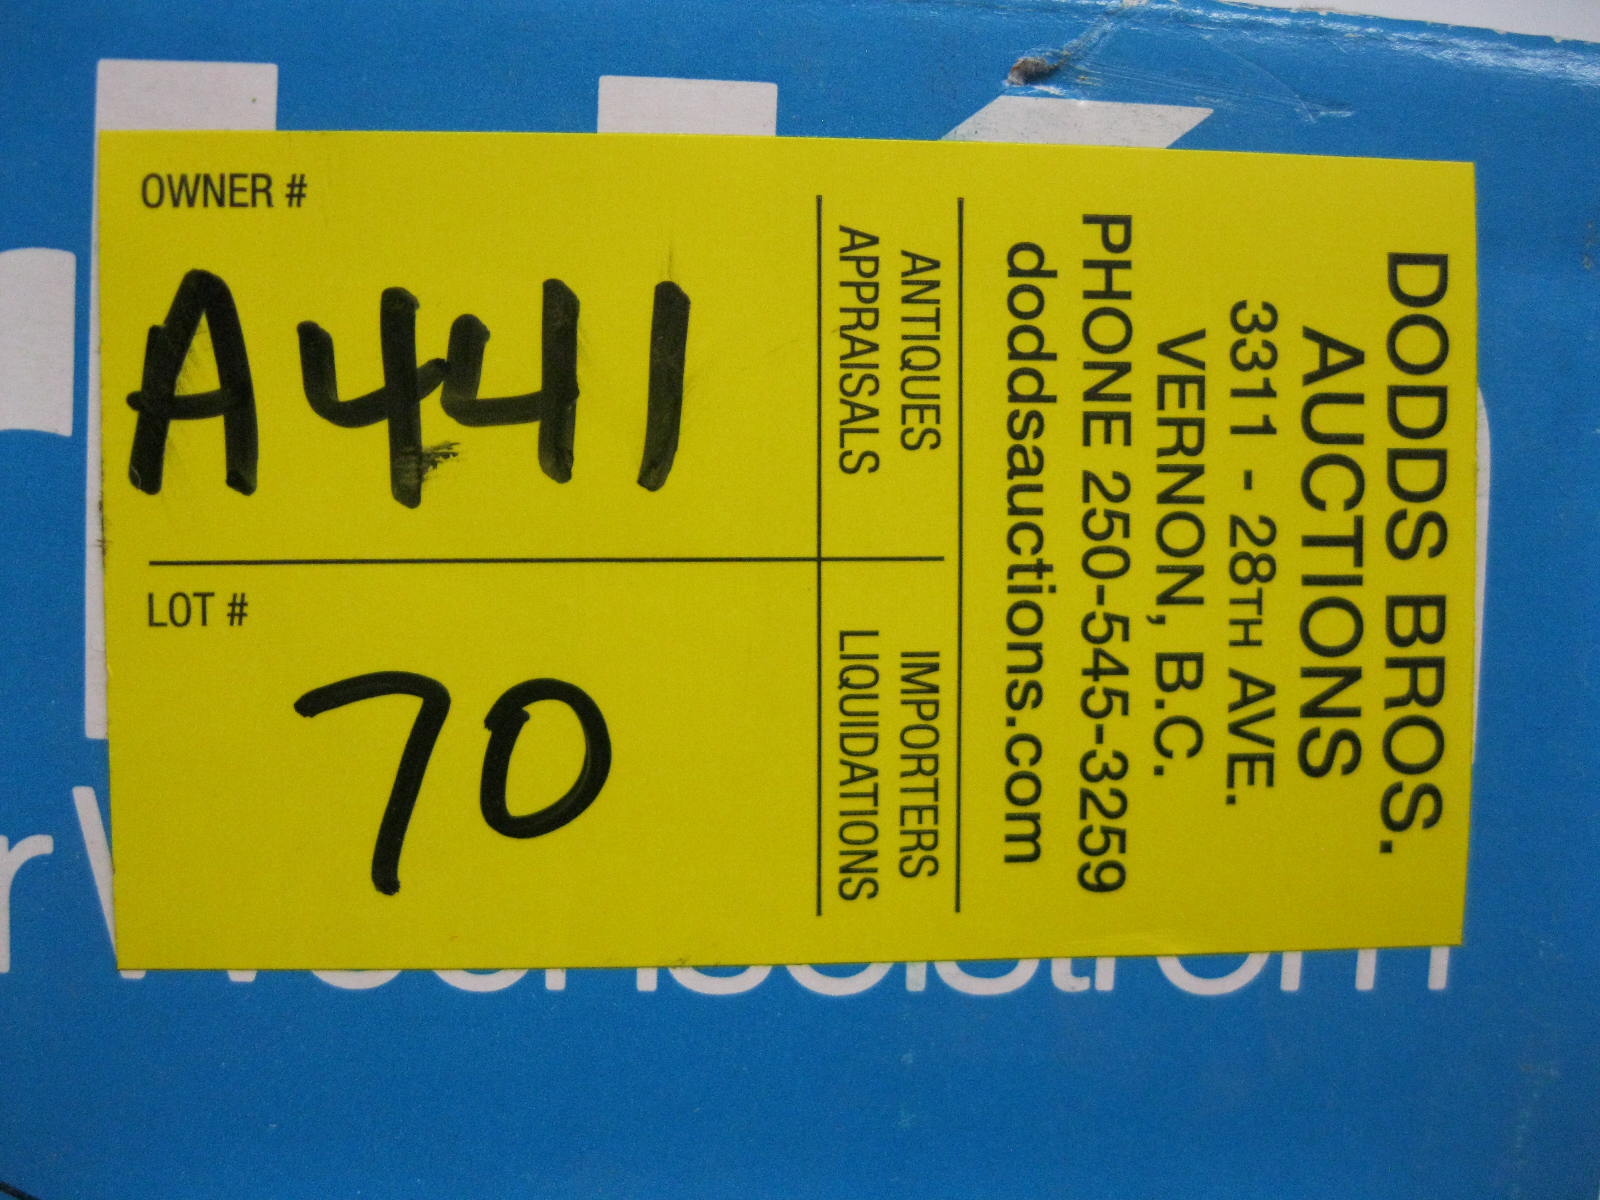 DODDS BROS.
AUCTIONS
3311 - 28TH AVE.
VERNON, B.C.
PHONE 250-545-3259
doddsauctions.com
ANTIQUES
APPRAISALS
IMPORTERS
LIQUIDATIONS
OWNER #
A441
LOT #
70